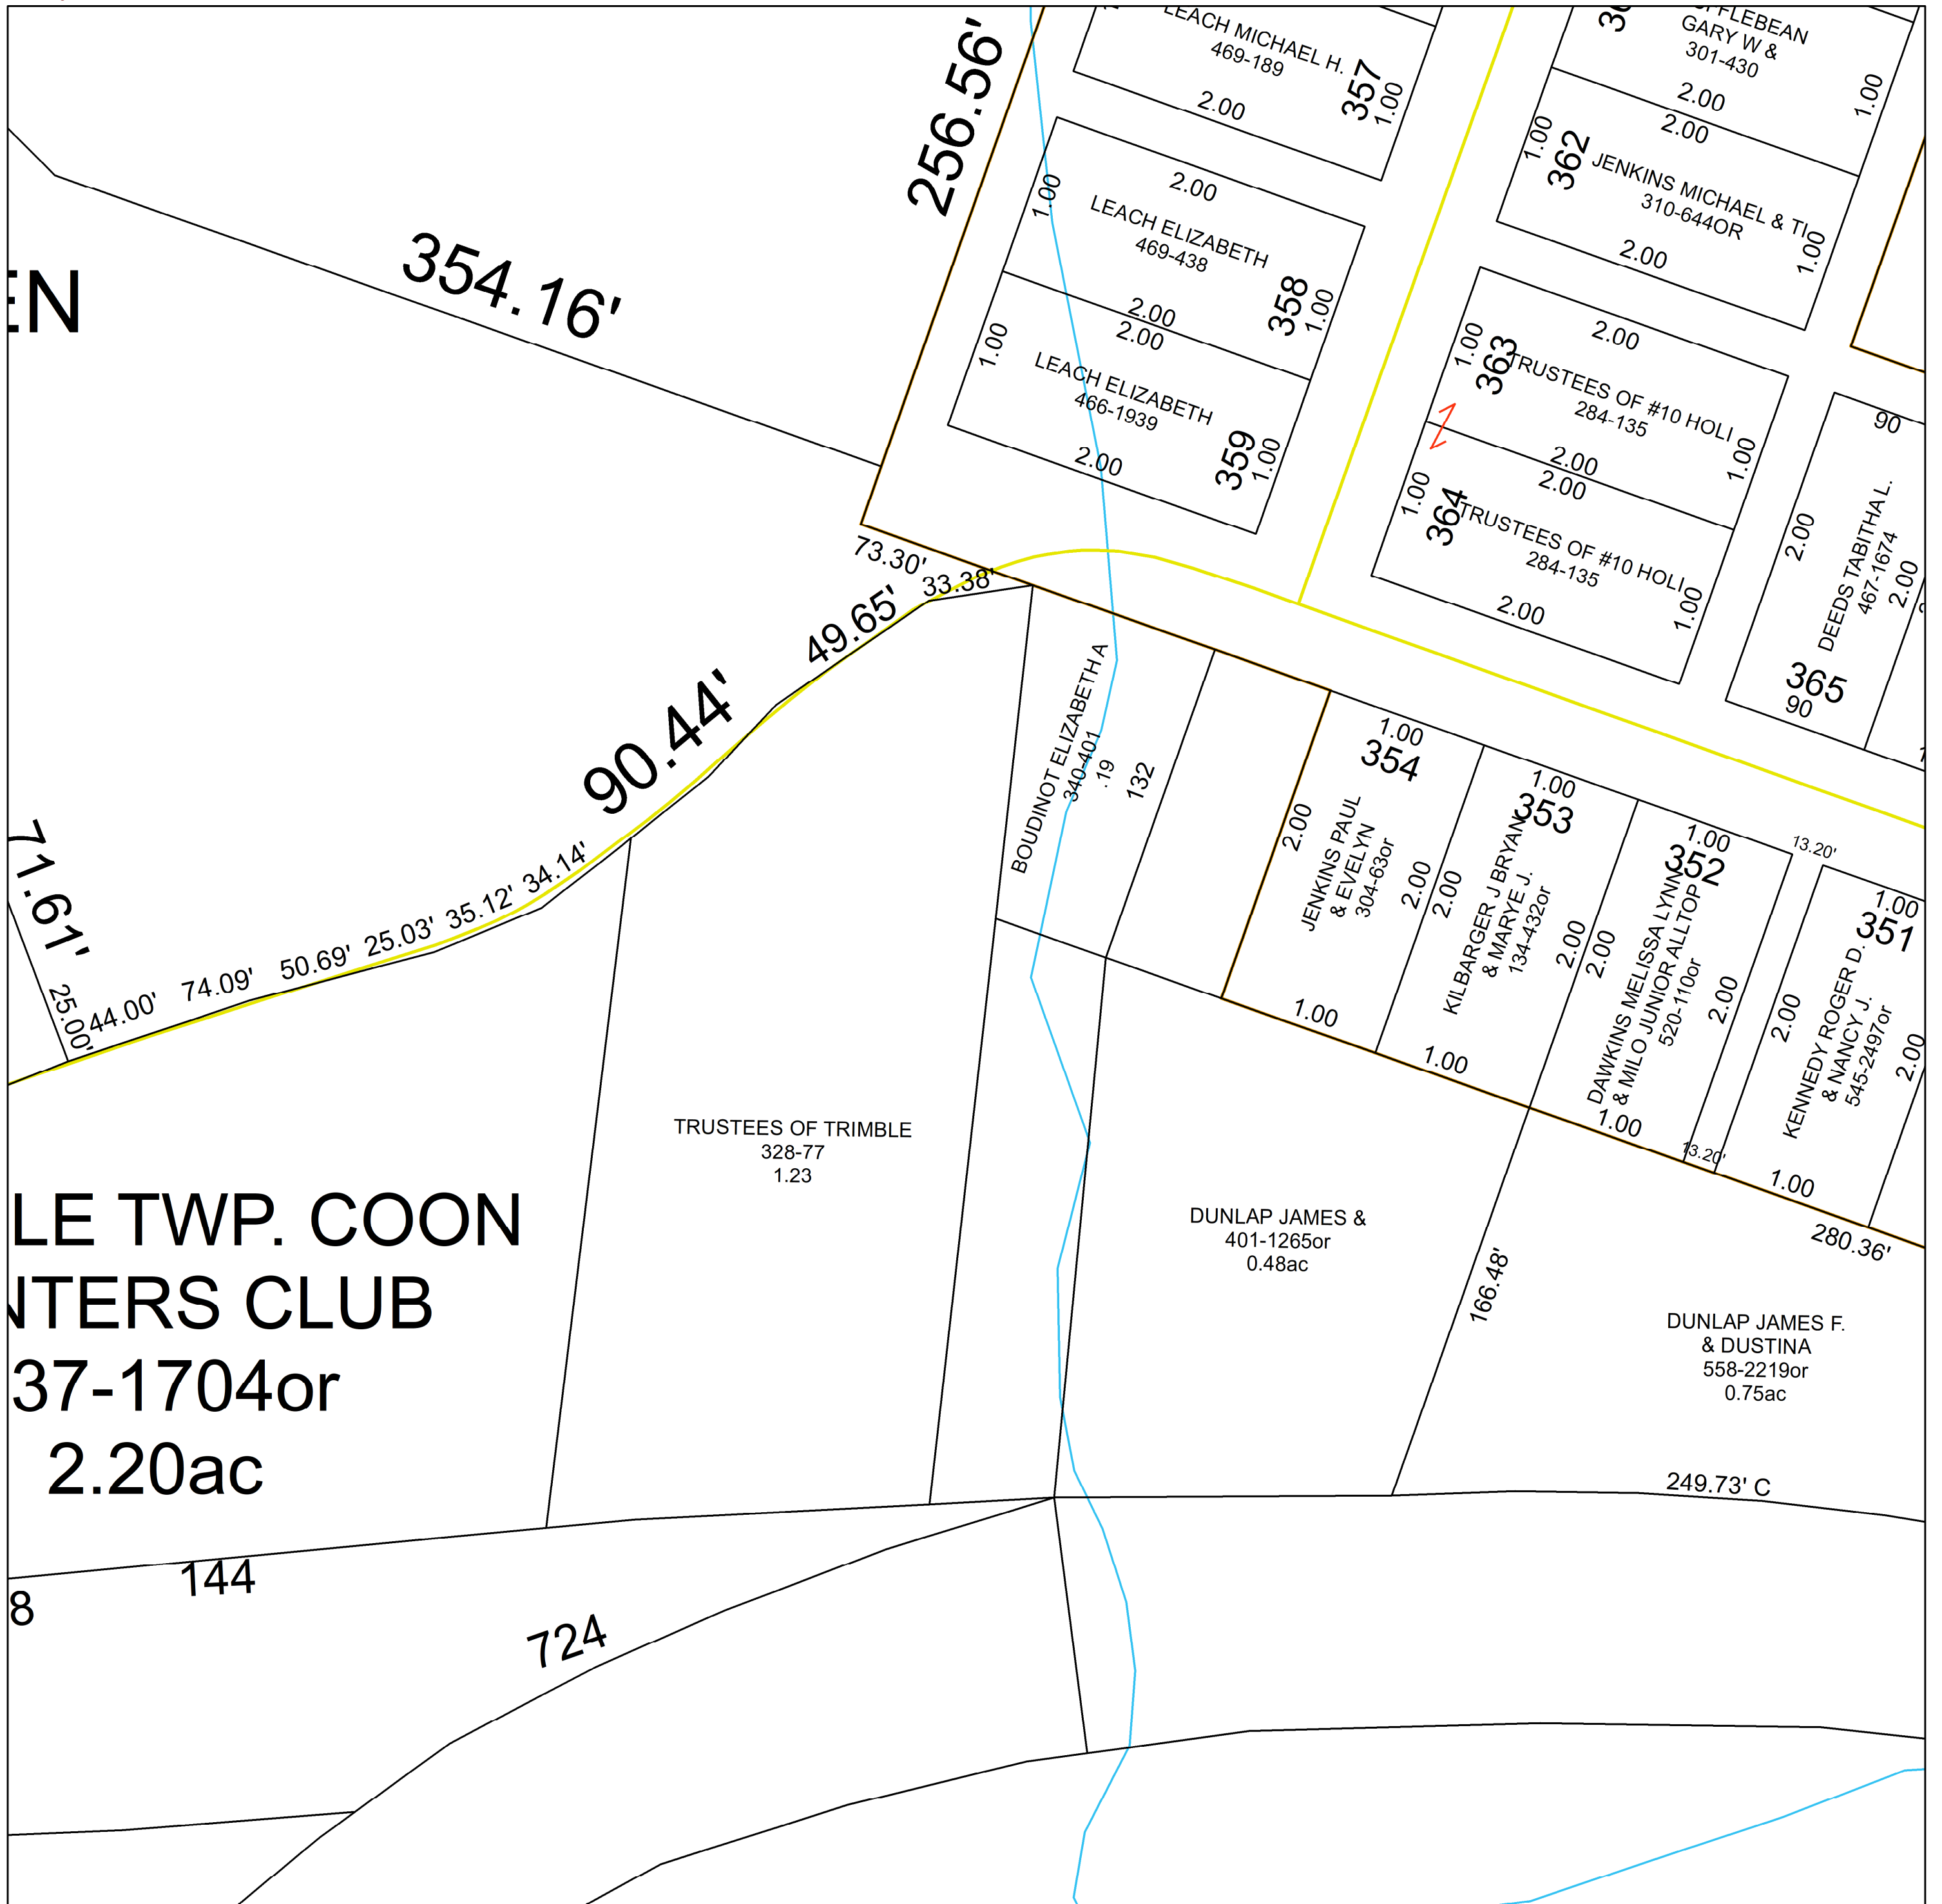 LEACH MICHAEL H.
469-189
2.00
357
1.00
GARY W &
301-430
2.00
1.00
256.56'
354.16'
2.00
1.00
LEACH ELIZABETH
469-438
2.00
358
1.00
2.00
1.00
LEACH ELIZABETH
466-1939
2.00
359
1.00
2.00
1.00
362
JENKINS MICHAEL & TI
310-644OR
2.00
1.00
2.00
1.00
363
TRUSTEES OF #10 HOLI
284-135
2.00
1.00
2.00
1.00
364
TRUSTEES OF #10 HOLI
284-135
2.00
1.00
90
2.00
DEEDS TABITHA L.
467-1674
2.00
365
90
73.30'
33.38'
49.65'
90.44'
34.14'
35.12'
25.03'
50.69'
74.09'
44.00'
25.00'
71.61'
BOUDINOT ELIZABETH A
340-401
.19
132
1.00
354
2.00
JENKINS PAUL
& EVELYN
304-63or
2.00
1.00
1.00
353
2.00
KILBARGER J BRYAN
& MARYE J.
134-432or
2.00
1.00
1.00
352
2.00
DAWKINS MELISSA LYNN
& MILO JUNIOR ALLTOP
520-110or
2.00
1.00
13.20'
13.20'
1.00
351
2.00
KENNEDY ROGER D.
& NANCY J.
545-2497or
2.00
1.00
280.36'
TRUSTEES OF TRIMBLE
328-77
1.23
DUNLAP JAMES &
401-1265or
0.48ac
166.48'
DUNLAP JAMES F.
& DUSTINA
558-2219or
0.75ac
249.73' C
LE TWP. COON
NTERS CLUB
37-1704or
2.20ac
144
8
724